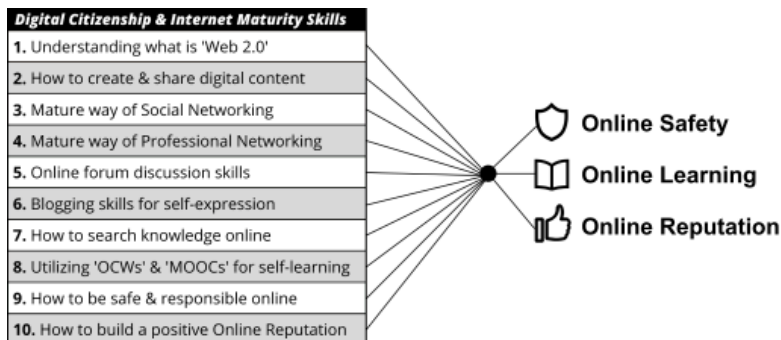 Digital Citizenship & Internet Maturity Skills
1. Understanding what is 'Web 2.0'
2. How to create & share digital content
3. Mature way of Social Networking
4. Mature way of Professional Networking
5. Online forum discussion skills
6. Blogging skills for self-expression
7. How to search knowledge online
8. Utilizing 'OCWs' & 'MOOCs' for self-learning
9. How to be safe & responsible online
10. How to build a positive Online Reputation
Online Safety
Online Learning
Online Reputation